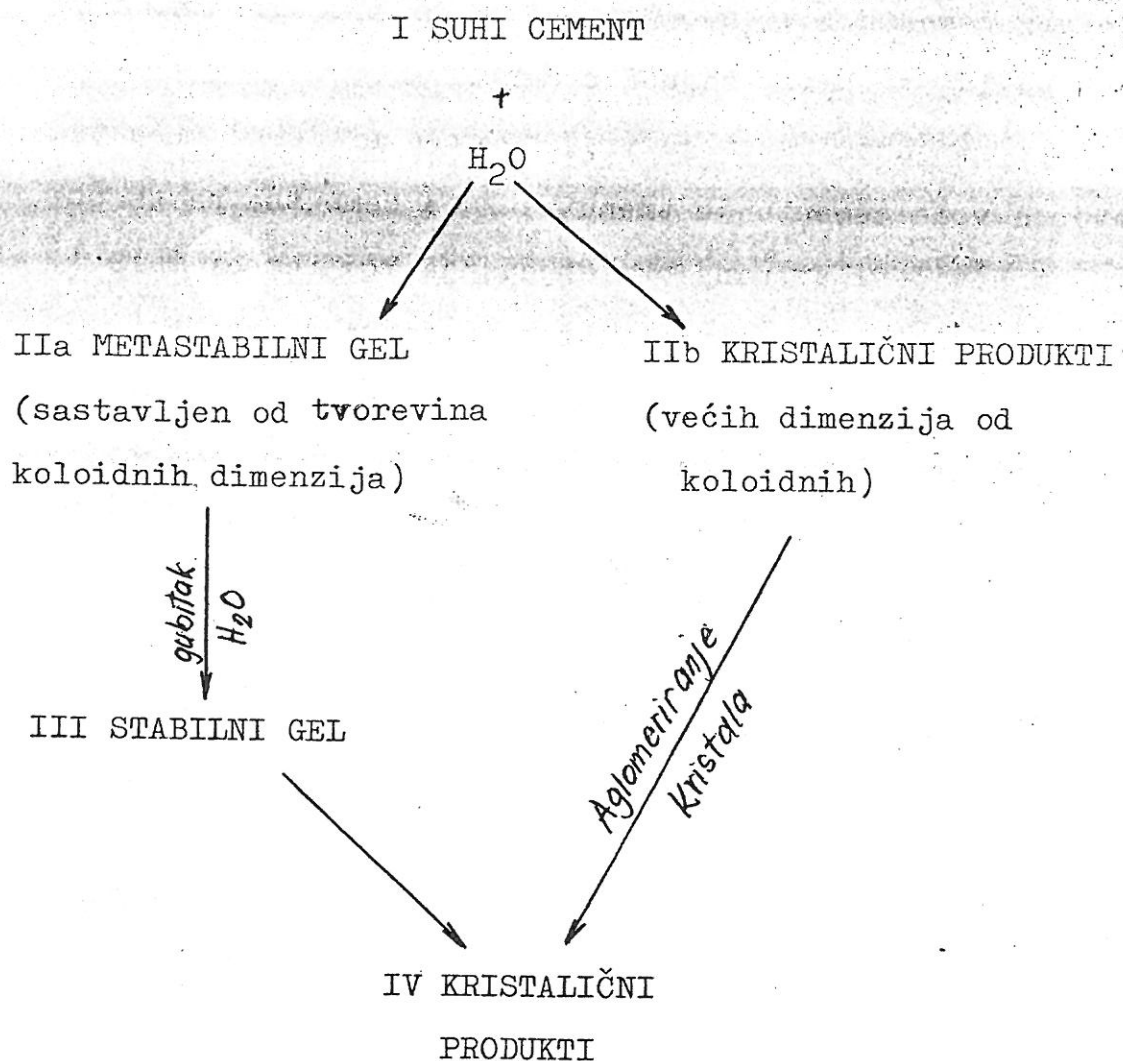 I SUHI CEMENT
+
H₂O
IIa METASTABILNI GEL
(sastavljen od tvorevina
koloidnih dimenzija)
IIb KRISTALIČNI PRODUKTI
(većih dimenzija od
koloidnih)
gubitak
H₂O
III STABILNI GEL
Aglomeriranje
Kristala
IV KRISTALIČNI
PRODUKTI